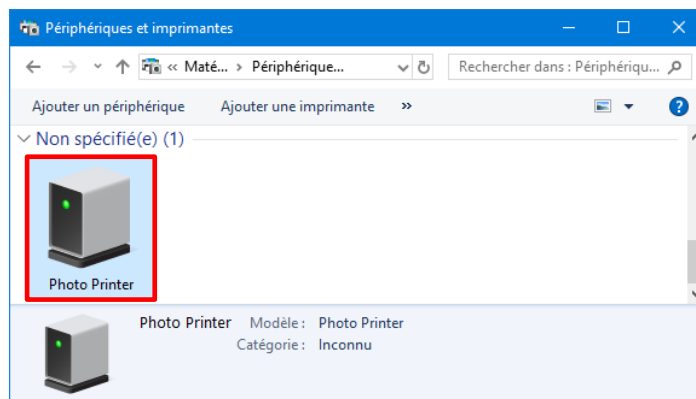 Périphériques et imprimantes
« Maté... › Périphérique... Rechercher dans : Périphériqu...
Ajouter un périphérique Ajouter une imprimante »
Non spécifié(e) (1)
Photo Printer
Photo Printer Modèle : Photo Printer
Catégorie : Inconnu